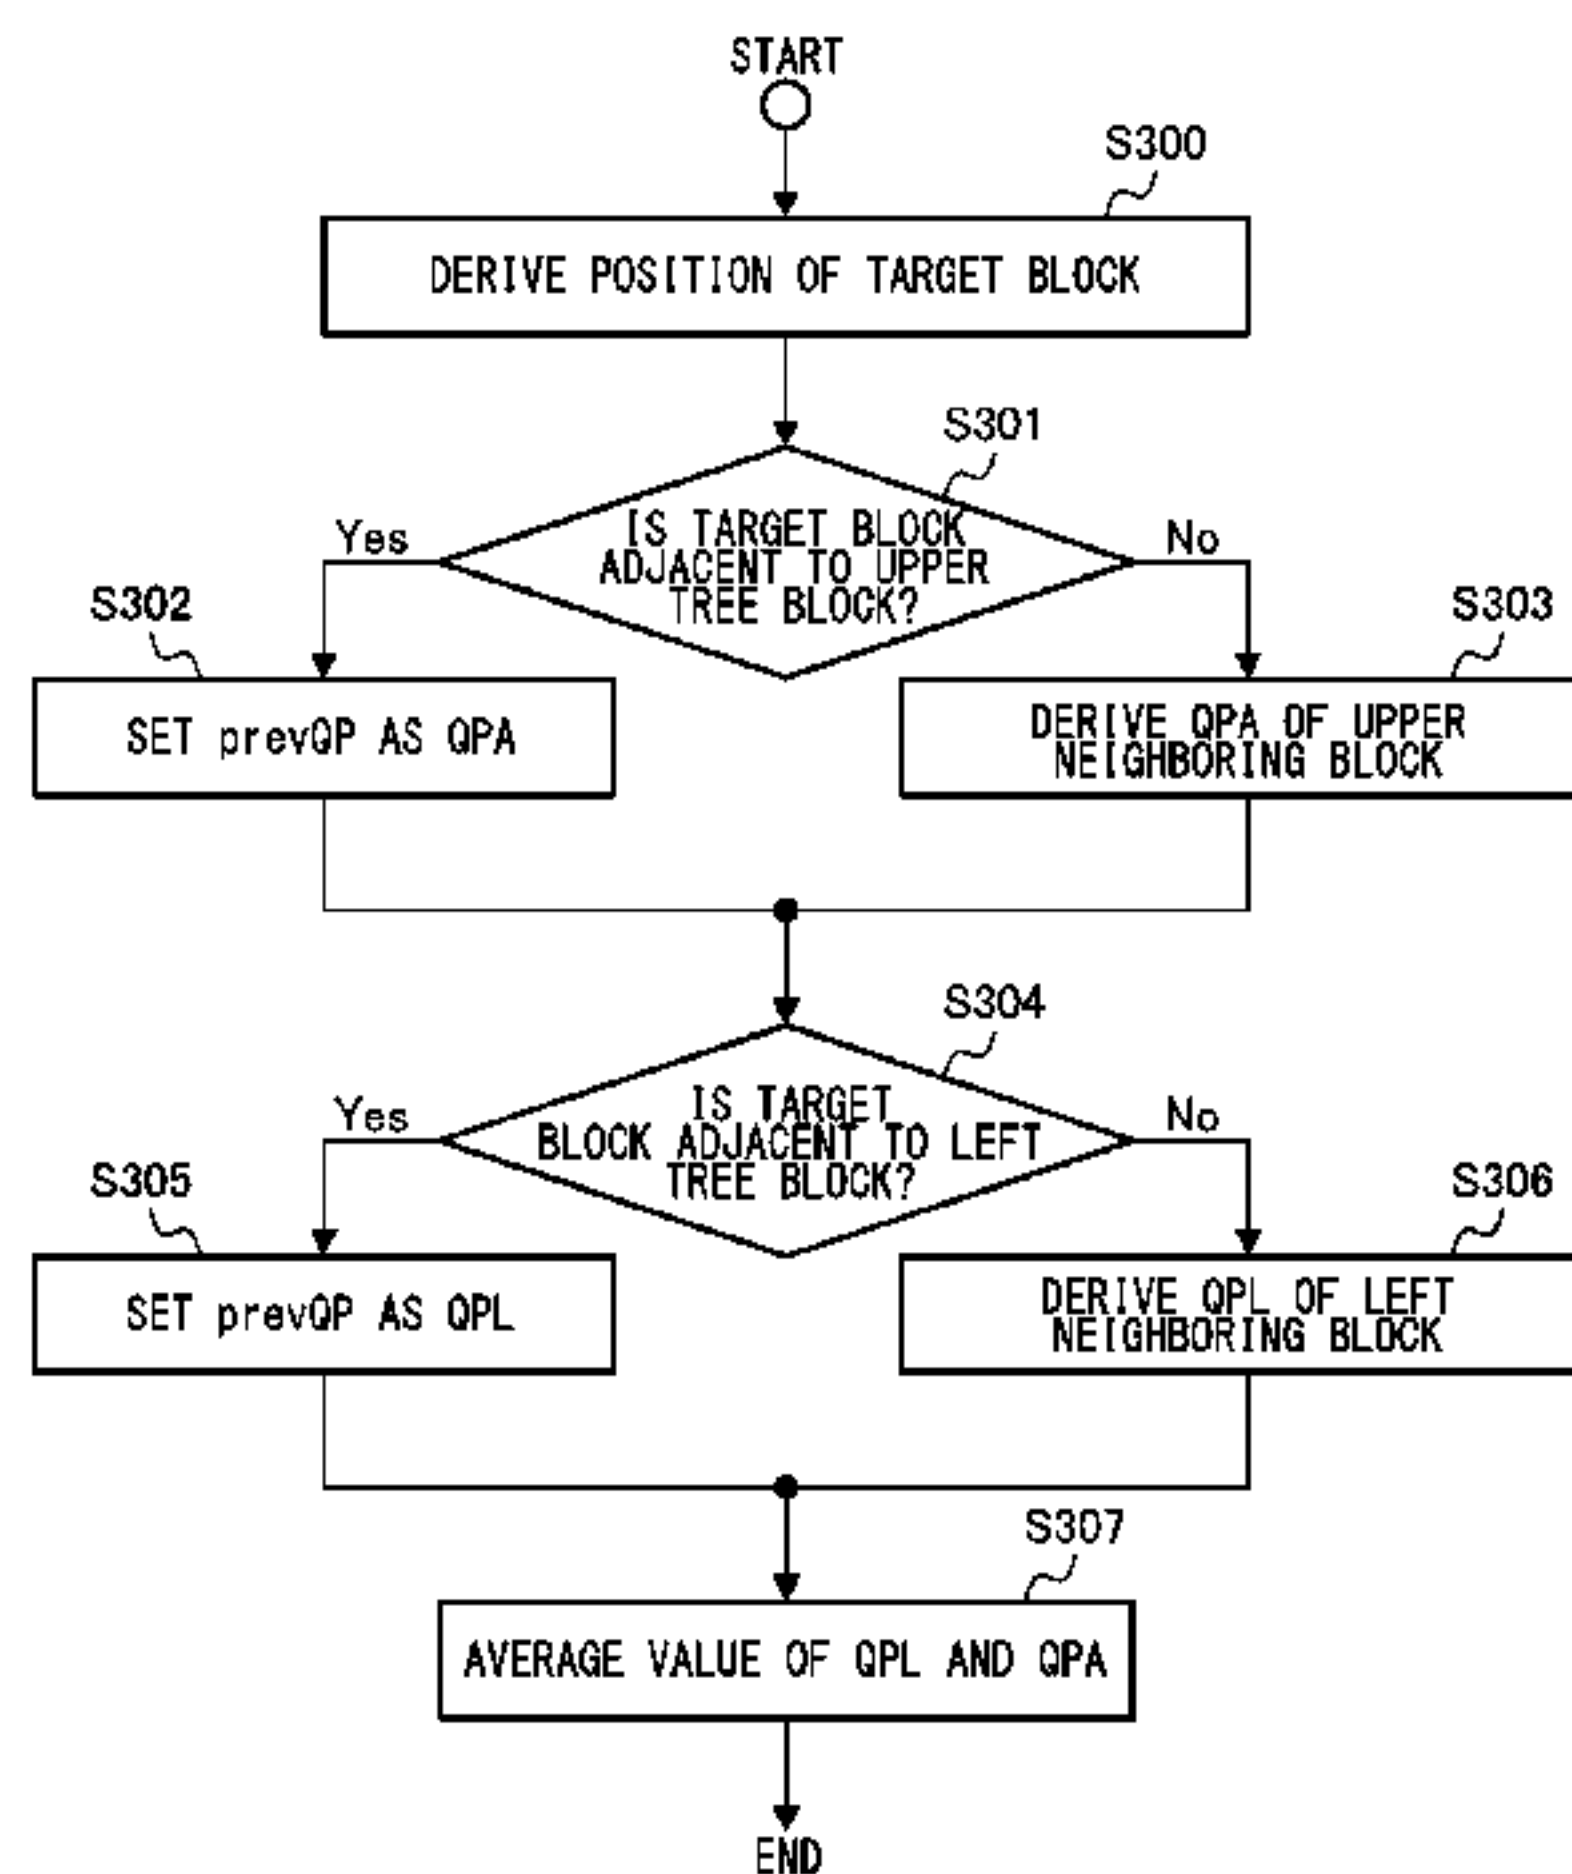 START
S300
DERIVE POSITION OF TARGET BLOCK
S301
IS TARGET BLOCK
ADJACENT TO UPPER
TREE BLOCK?
Yes
No
S302
S303
SET prevQP AS QPA
DERIVE QPA OF UPPER
NEIGHBORING BLOCK
S304
IS TARGET
BLOCK ADJACENT TO LEFT
TREE BLOCK?
Yes
No
S305
S306
SET prevQP AS QPL
DERIVE QPL OF LEFT
NEIGHBORING BLOCK
S307
AVERAGE VALUE OF QPL AND QPA
END